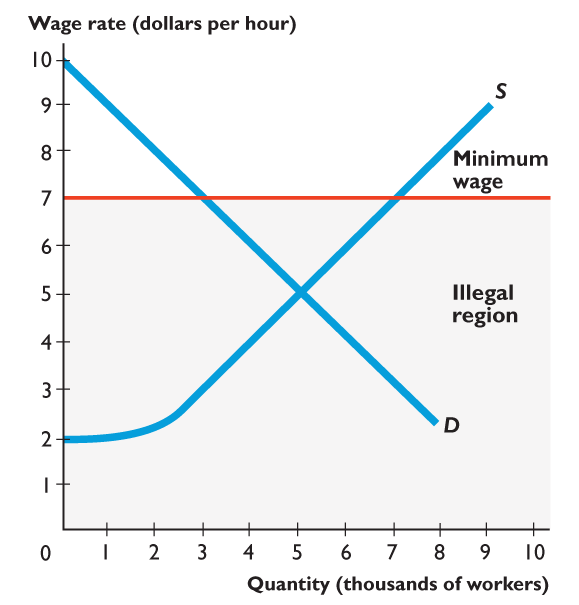 Wage rate (dollars per hour)
10
9
8
7
6
5
4
3
2
1
0
S
Minimum
wage
Illegal
region
D
1 2 3 4 5 6 7 8 9 10
Quantity (thousands of workers)